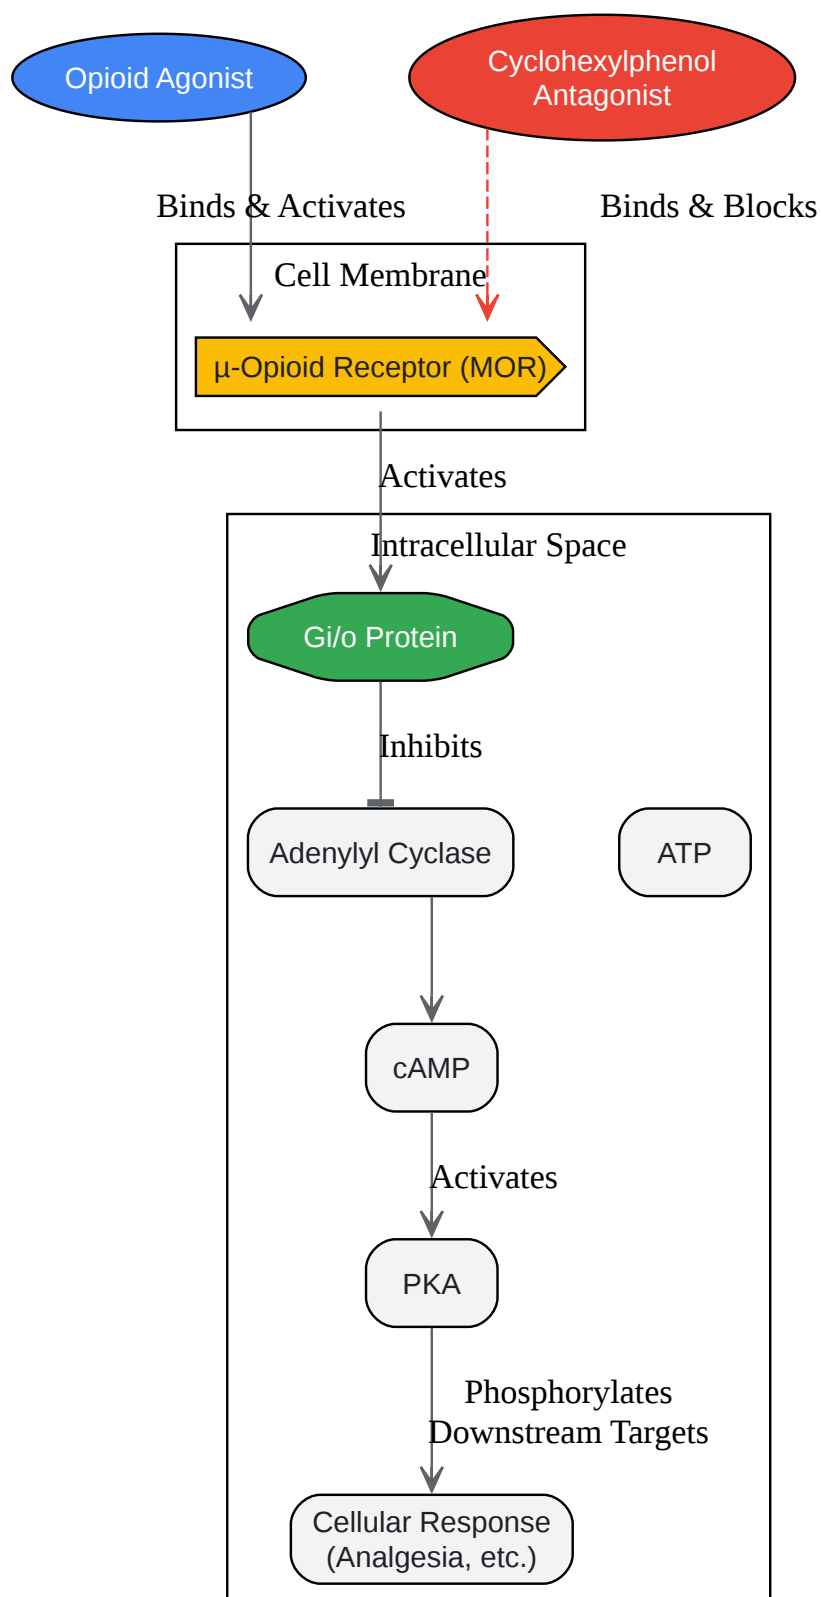 Opioid Agonist
Cyclohexylphenol
Antagonist
Binds & Activates
Binds & Blocks
Cell Membrane
µ-Opioid Receptor (MOR)
Activates
Intracellular Space
Gi/o Protein
Inhibits
Adenylyl Cyclase
ATP
cAMP
Activates
PKA
Phosphorylates
Downstream Targets
Cellular Response
(Analgesia, etc.)